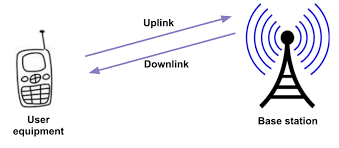 Uplink
Downlink
User
equipment
Base station